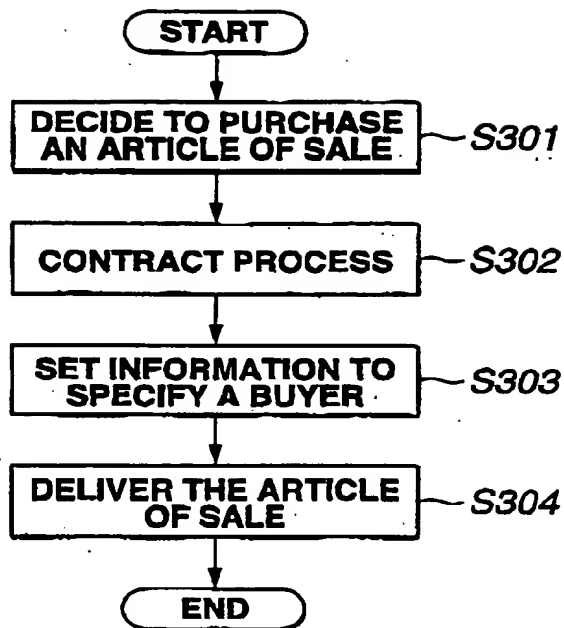 START
DECIDE TO PURCHASE
AN ARTICLE OF SALE
S301
CONTRACT PROCESS
S302
SET INFORMATION TO
SPECIFY A BUYER
S303
DELIVER THE ARTICLE
OF SALE
S304
END